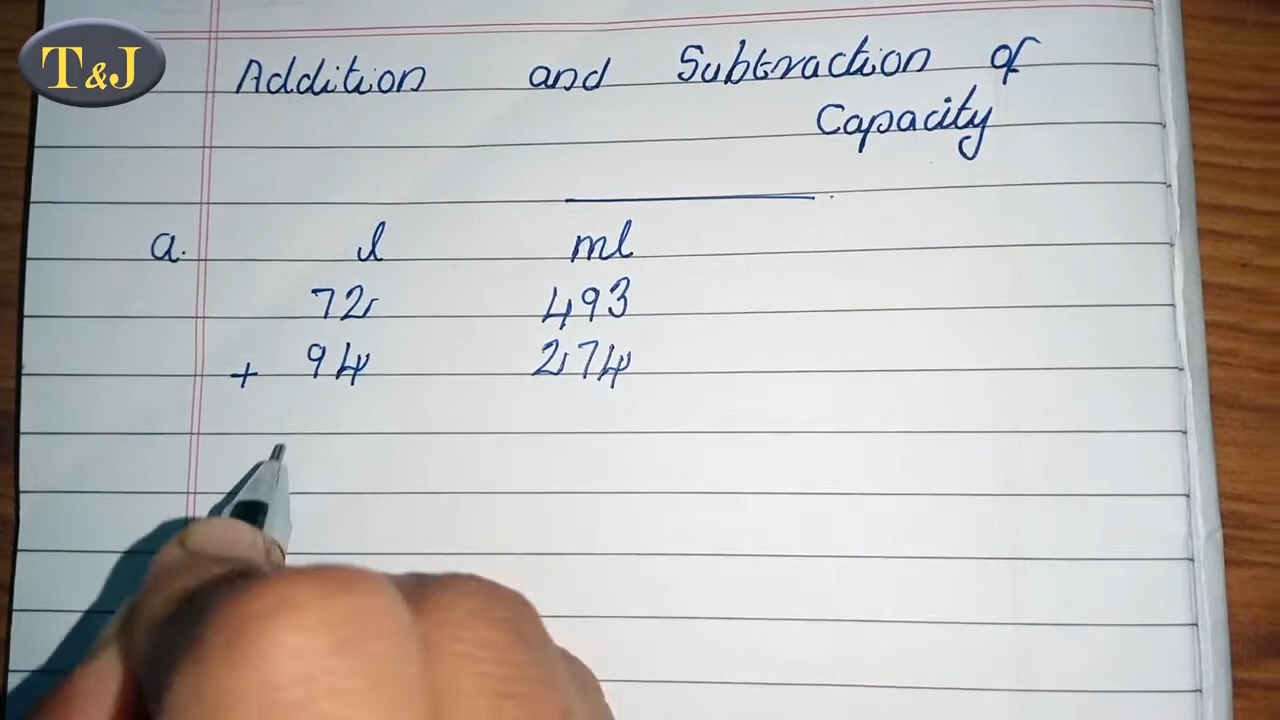 T&J
Addition and Subtraction of
Capacity
a. l ml
72 493
+ 94 274